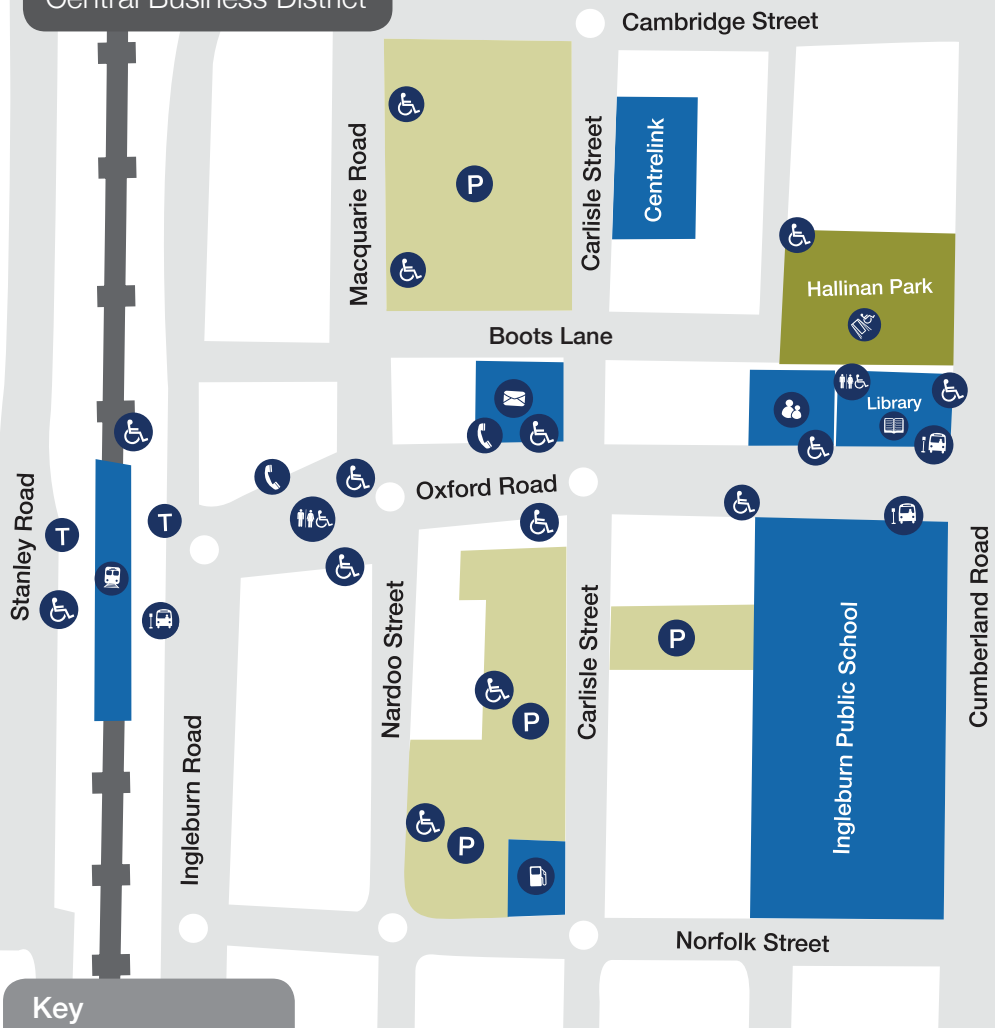 Central Business District
Cambridge Street
Macquarie Road
P
Carlisle Street
Centrelink
Hallinan Park
Boots Lane
Library
Oxford Road
Stanley Road
T
T
Nardoo Street
P
Carlisle Street
P
Ingleburn Public School
Cumberland Road
Ingleburn Road
P
Norfolk Street
Key